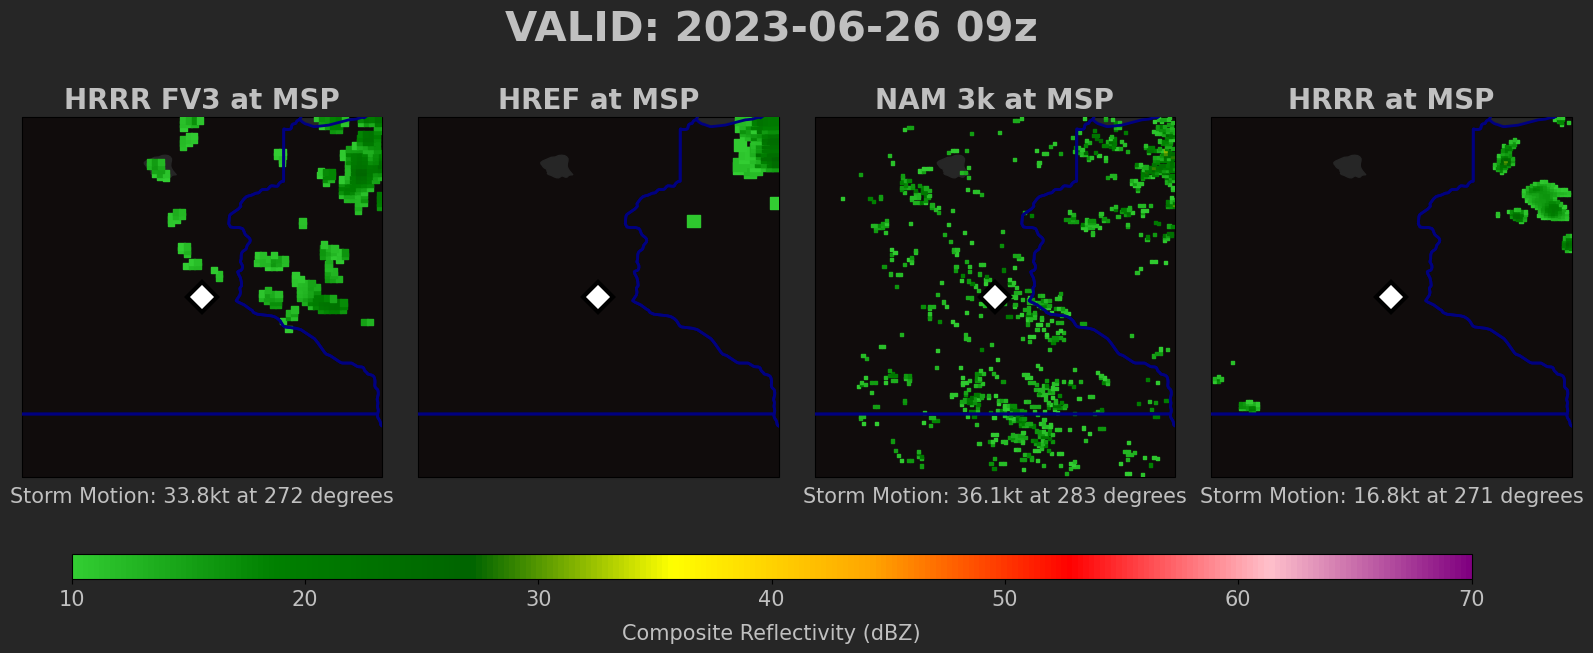 VALID: 2023-06-26 09z
HRRR FV3 at MSP
HREF at MSP
NAM 3k at MSP
HRRR at MSP
Storm Motion: 33.8kt at 272 degrees
Storm Motion: 36.1kt at 283 degrees
Storm Motion: 16.8kt at 271 degrees
10 20 30 40 50 60 70
Composite Reflectivity (dBZ)